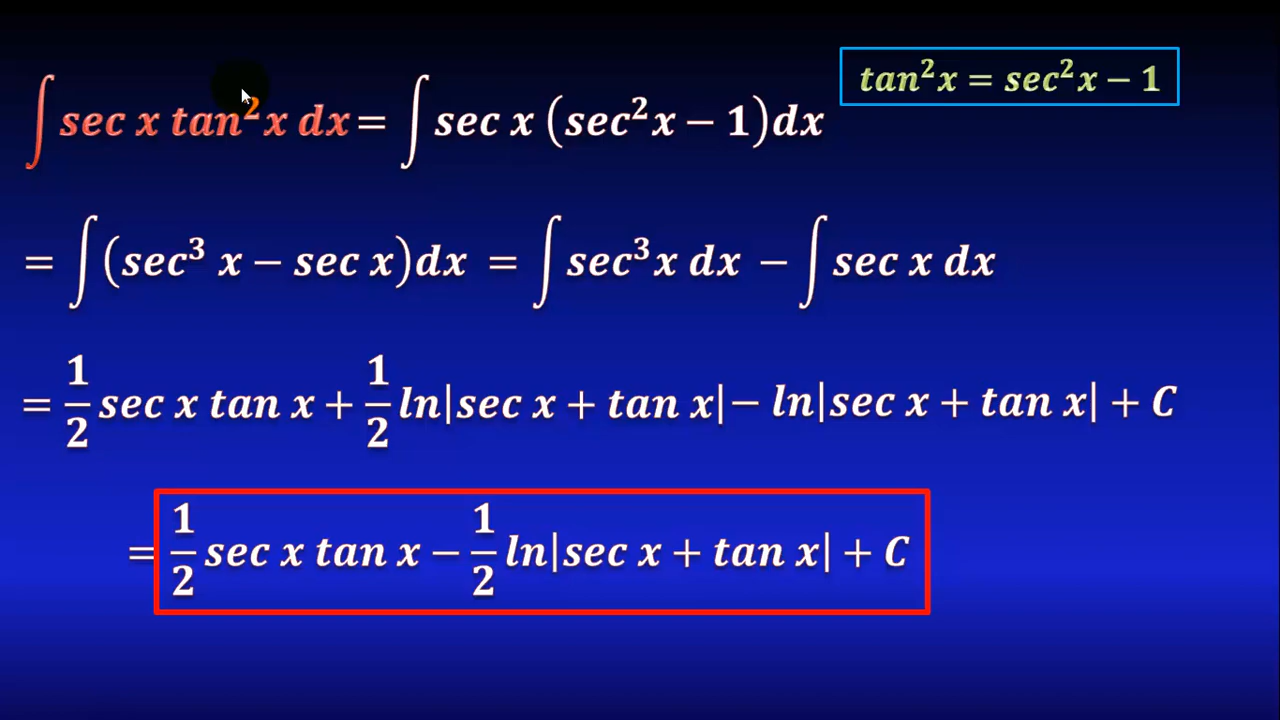 ∫ sec x tan²x dx = ∫ sec x (sec²x − 1)dx
tan²x = sec²x − 1
= ∫ (sec³ x − sec x)dx = ∫ sec³x dx − ∫ sec x dx
= 1/2 sec x tan x + 1/2 ln|sec x + tan x| − ln|sec x + tan x| + C
= 1/2 sec x tan x − 1/2 ln|sec x + tan x| + C